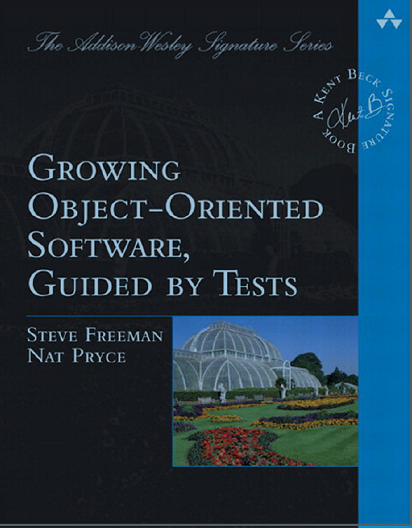 The Addison Wesley Signature Series
A KENT BECK SIGNATURE BOOK
Kent B
GROWING
OBJECT-ORIENTED
SOFTWARE,
GUIDED BY TESTS
STEVE FREEMAN
NAT PRYCE